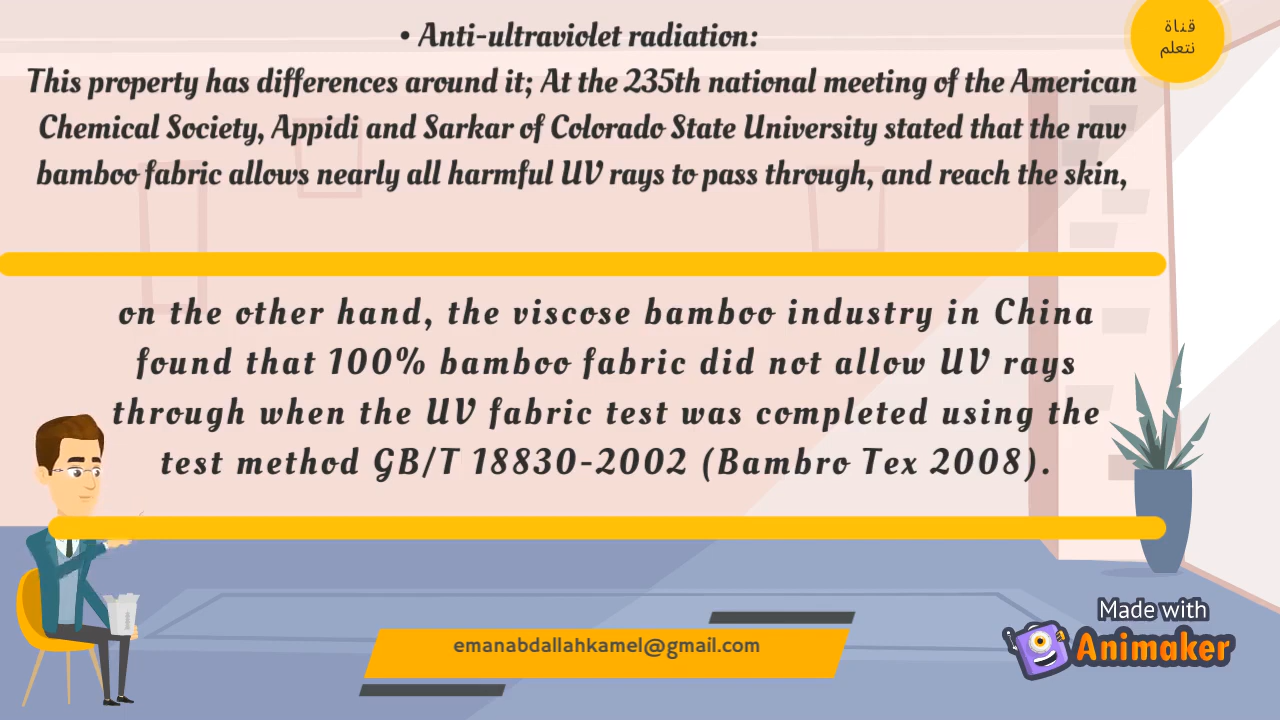 • Anti-ultraviolet radiation:
This property has differences around it; At the 235th national meeting of the American
Chemical Society, Appidi and Sarkar of Colorado State University stated that the raw
bamboo fabric allows nearly all harmful UV rays to pass through, and reach the skin,
on the other hand, the viscose bamboo industry in China
found that 100% bamboo fabric did not allow UV rays
through when the UV fabric test was completed using the
test method GB/T 18830-2002 (Bambro Tex 2008).
قناة
نتعلم
emanabdallahkamel@gmail.com
Made with
Animaker